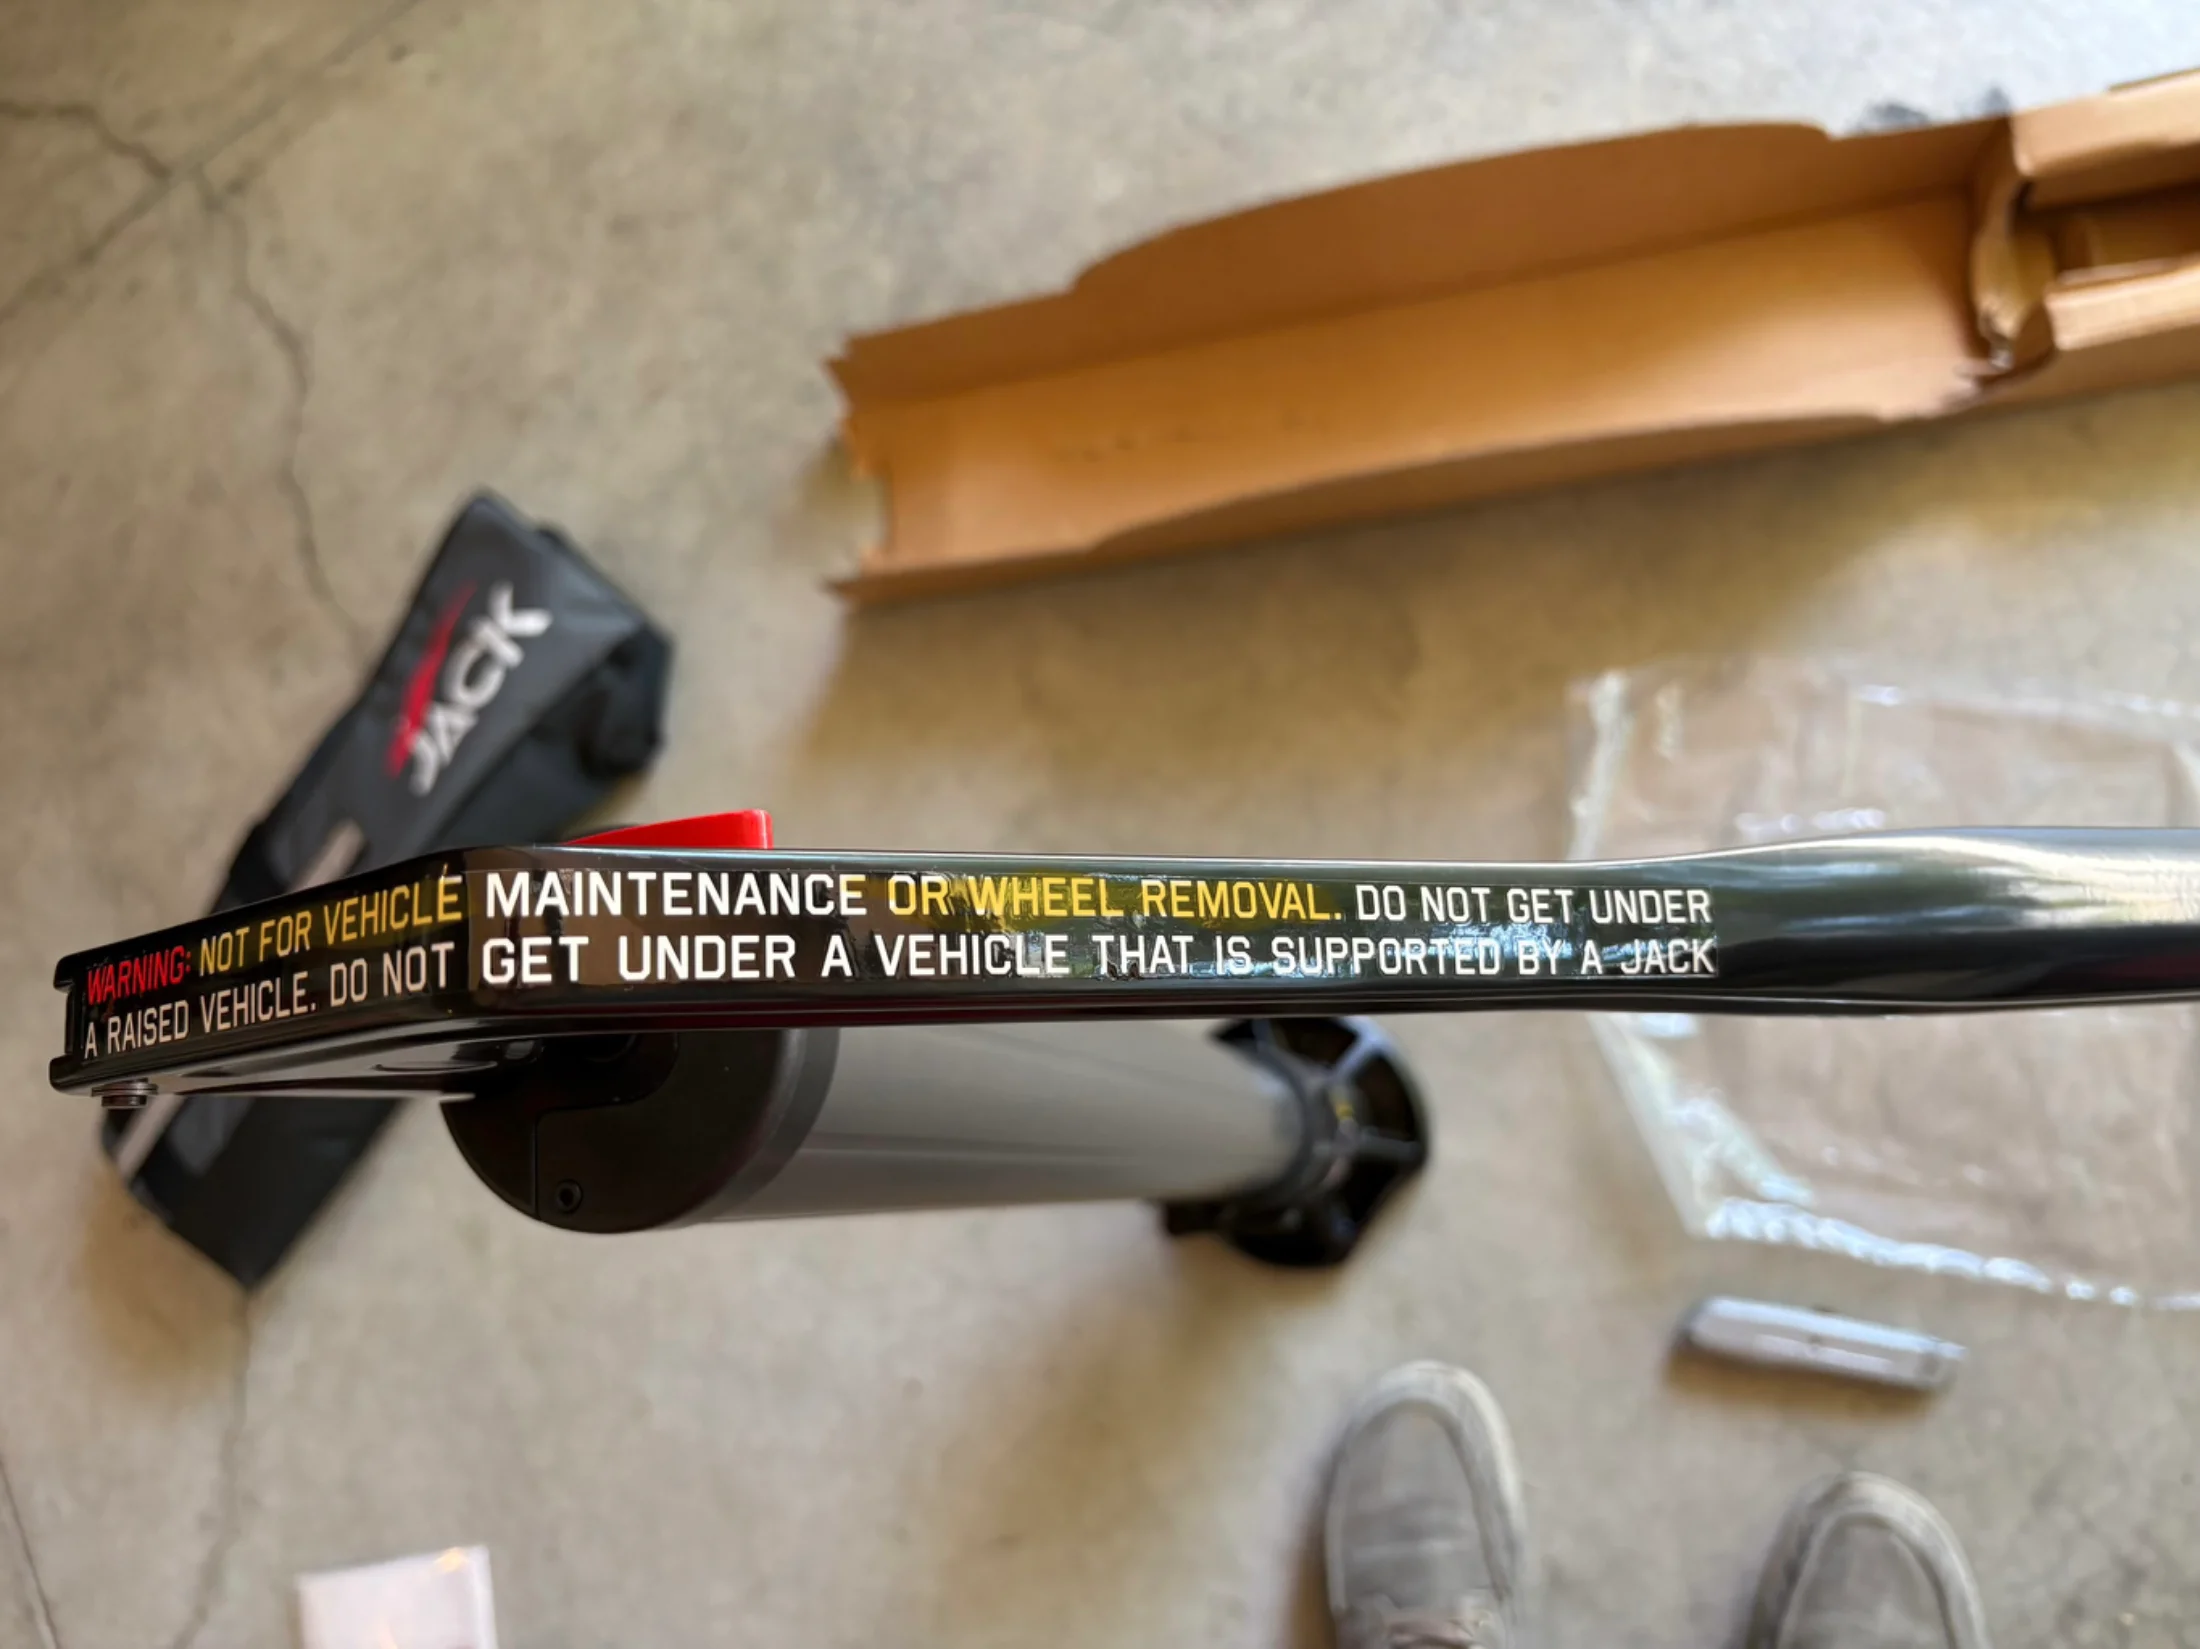 JACK
WARNING: NOT FOR VEHICLE MAINTENANCE OR WHEEL REMOVAL. DO NOT GET UNDER
A RAISED VEHICLE. DO NOT GET UNDER A VEHICLE THAT IS SUPPORTED BY A JACK